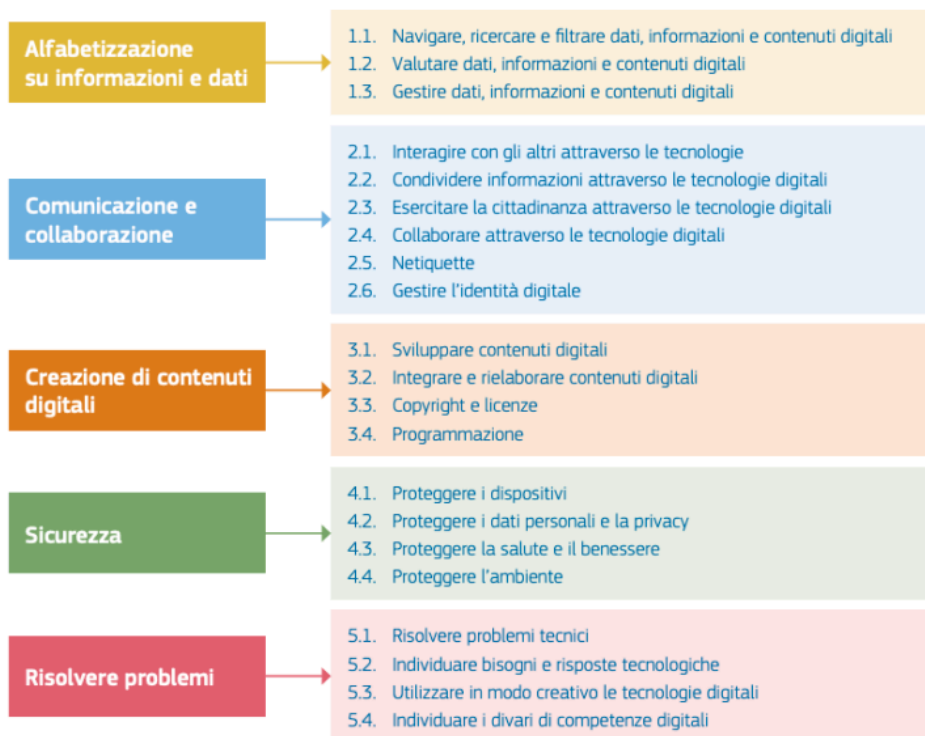 Alfabetizzazione
su informazioni e dati
1.1. Navigare, ricercare e filtrare dati, informazioni e contenuti digitali
1.2. Valutare dati, informazioni e contenuti digitali
1.3. Gestire dati, informazioni e contenuti digitali
Comunicazione e
collaborazione
2.1. Interagire con gli altri attraverso le tecnologie
2.2. Condividere informazioni attraverso le tecnologie digitali
2.3. Esercitare la cittadinanza attraverso le tecnologie digitali
2.4. Collaborare attraverso le tecnologie digitali
2.5. Netiquette
2.6. Gestire l'identità digitale
Creazione di contenuti
digitali
3.1. Sviluppare contenuti digitali
3.2. Integrare e rielaborare contenuti digitali
3.3. Copyright e licenze
3.4. Programmazione
Sicurezza
4.1. Proteggere i dispositivi
4.2. Proteggere i dati personali e la privacy
4.3. Proteggere la salute e il benessere
4.4. Proteggere l'ambiente
Risolvere problemi
5.1. Risolvere problemi tecnici
5.2. Individuare bisogni e risposte tecnologiche
5.3. Utilizzare in modo creativo le tecnologie digitali
5.4. Individuare i divari di competenze digitali